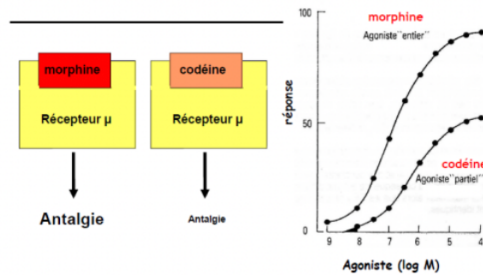 morphine
Récepteur µ
Antalgie
codéine
Récepteur µ
Antalgie
réponse
100
50
0
morphine
Agoniste"entier"
codéine
Agoniste"partiel"
9 8 7 6 5 4
Agoniste (log M)